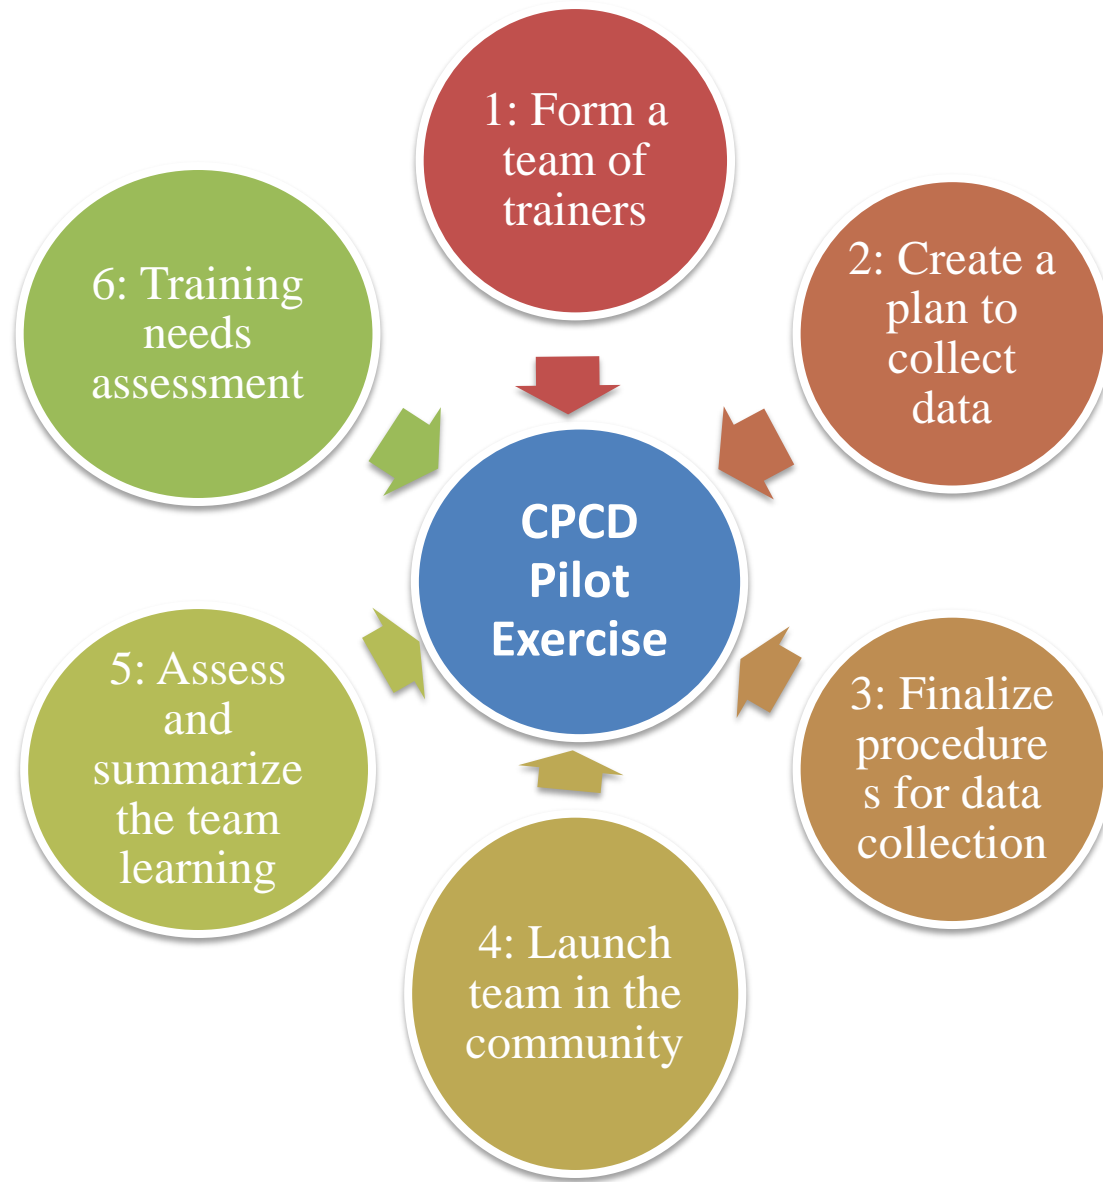 1: Form a
team of
trainers
2: Create a
plan to
collect
data
3: Finalize
procedure
s for data
collection
4: Launch
team in the
community
5: Assess
and
summarize
the team
learning
6: Training
needs
assessment
CPCD
Pilot
Exercise